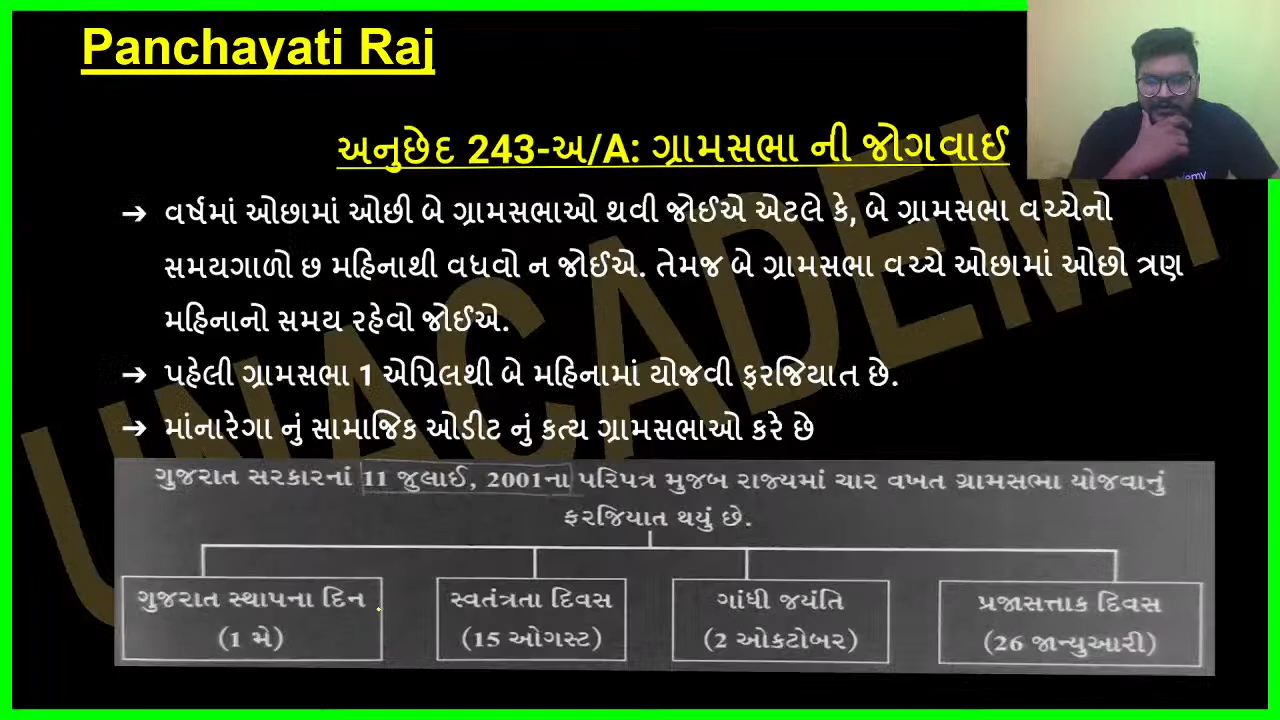 Panchayati Raj
અનુછેદ 243-અ/A: ગ્રામસભા ની જોગવાઈ
➔ વર્ષમાં ઓછામાં ઓછી બે ગ્રામસભાઓ થવી જોઈએ એટલે કે, બે ગ્રામસભા વચ્ચેનો
સમયગાળો છ મહિનાથી વધવો ન જોઈએ. તેમજ બે ગ્રામસભા વચ્ચે ઓછામાં ઓછો ત્રણ
મહિનાનો સમય રહેવો જોઈએ.
➔ પહેલી ગ્રામસભા 1 એપ્રિલથી બે મહિનામાં યોજવી ફરજિયાત છે.
➔ માંનારેગા નું સામાજિક ઓડીટ નું કત્ય ગ્રામસભાઓ કરે છે
ગુજરાત સરકારનાં 11 જુલાઈ, 2001ના પરિપત્ર મુજબ રાજ્યમાં ચાર વખત ગ્રામસભા યોજવાનું
ફરજિયાત થયું છે.
ગુજરાત સ્થાપના દિન
(1 મે)
સ્વતંત્રતા દિવસ
(15 ઓગસ્ટ)
ગાંધી જયંતિ
(2 ઓકટોબર)
પ્રજાસત્તાક દિવસ
(26 જાન્યુઆરી)
UNACADEMY